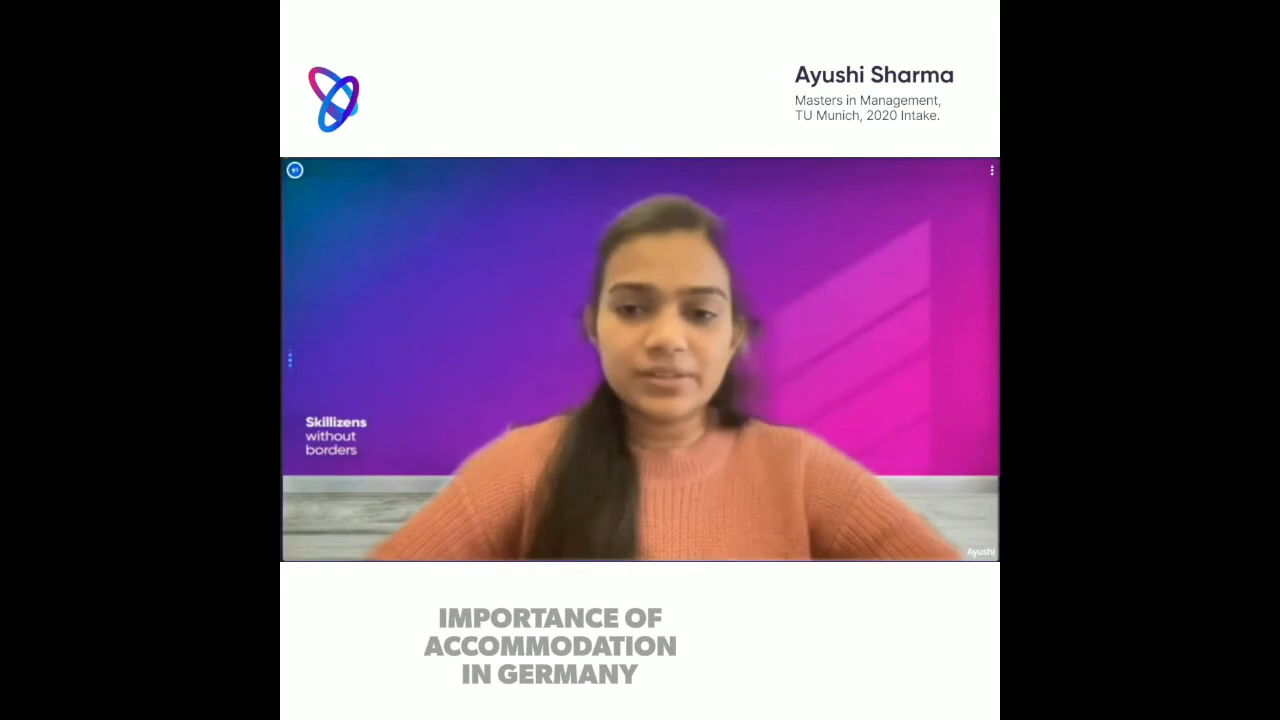 Ayushi Sharma
Masters in Management,
TU Munich, 2020 Intake.
Skillizens
without
borders
Ayushi
IMPORTANCE OF
ACCOMMODATION
IN GERMANY